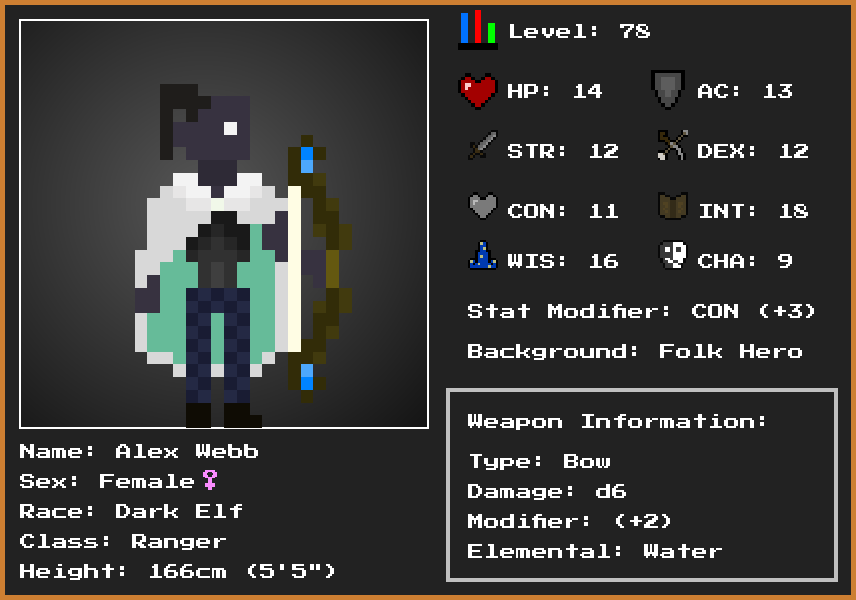 Level: 78
HP: 14 AC: 13
STR: 12 DEX: 12
CON: 11 INT: 18
WIS: 16 CHA: 9
Stat Modifier: CON (+3)
Background: Folk Hero
Weapon Information:
Type: Bow
Damage: d6
Modifier: (+2)
Elemental: Water
Name: Alex Webb
Sex: Female♀
Race: Dark Elf
Class: Ranger
Height: 166cm (5'5")